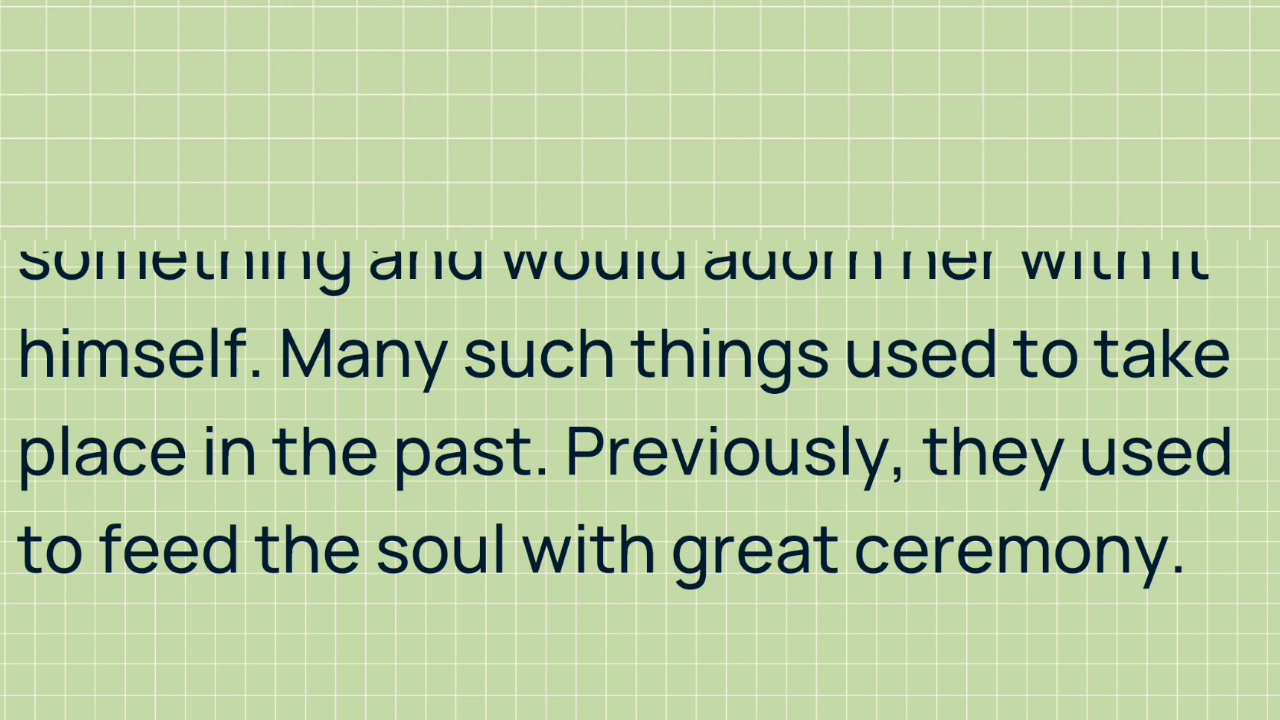 something and would adorn her with it
himself. Many such things used to take
place in the past. Previously, they used
to feed the soul with great ceremony.